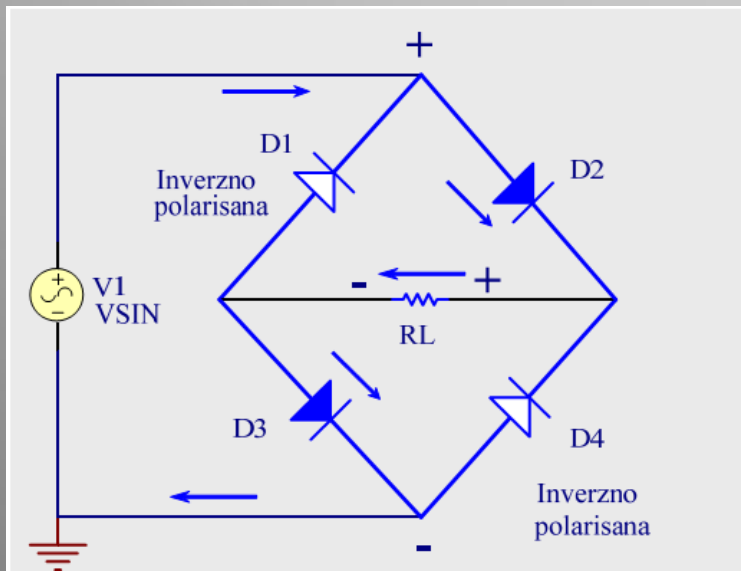 +
D1
D2
Inverzno
polarisana
+
-
V1
VSIN
-
+
RL
D3
D4
Inverzno
polarisana
-